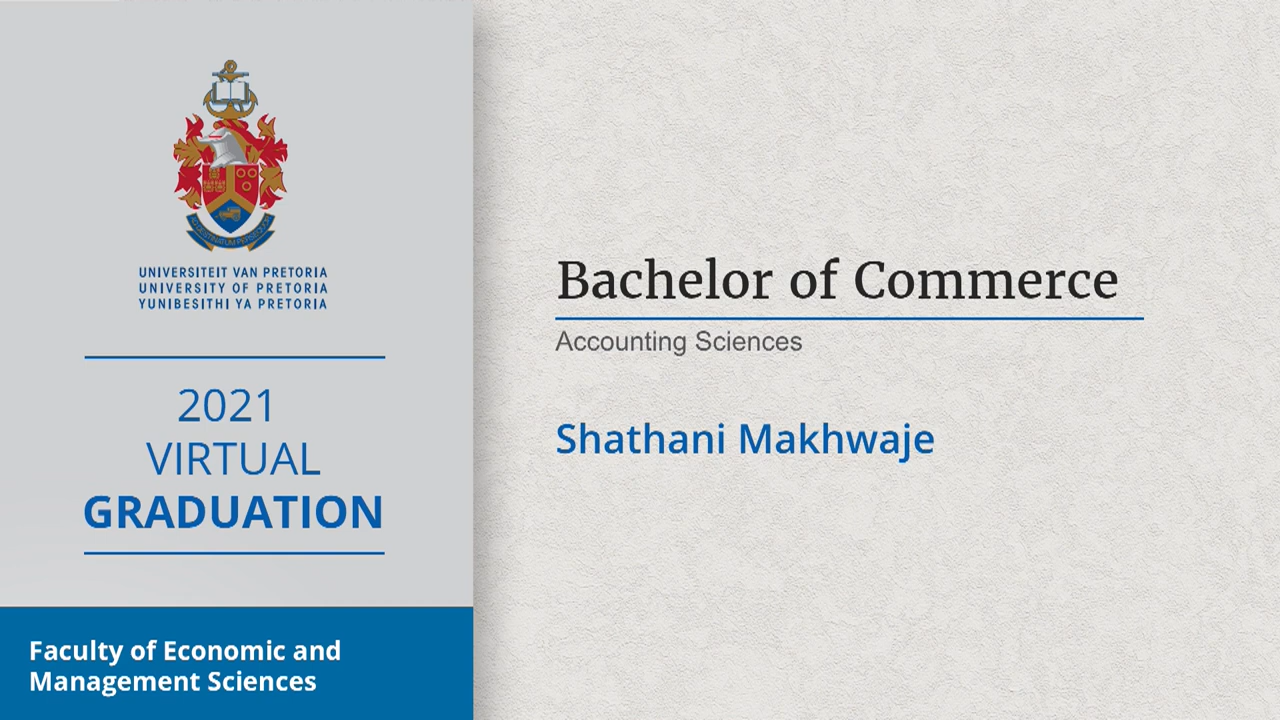 UNIVERSITEIT VAN PRETORIA
UNIVERSITY OF PRETORIA
YUNIBESITHI YA PRETORIA
2021
VIRTUAL
GRADUATION
Faculty of Economic and
Management Sciences
Bachelor of Commerce
Accounting Sciences
Shathani Makhwaje